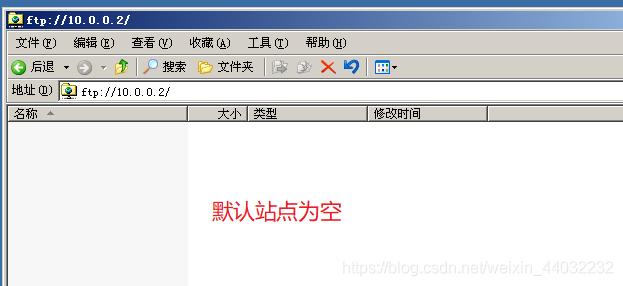 ftp://10.0.0.2/
文件(F) 编辑(E) 查看(V) 收藏(A) 工具(T) 帮助(H)
后退 搜索 文件夹
地址(D) ftp://10.0.0.2/
名称 大小 类型 修改时间
默认站点为空
https://blog.csdn.net/weixin_44032232